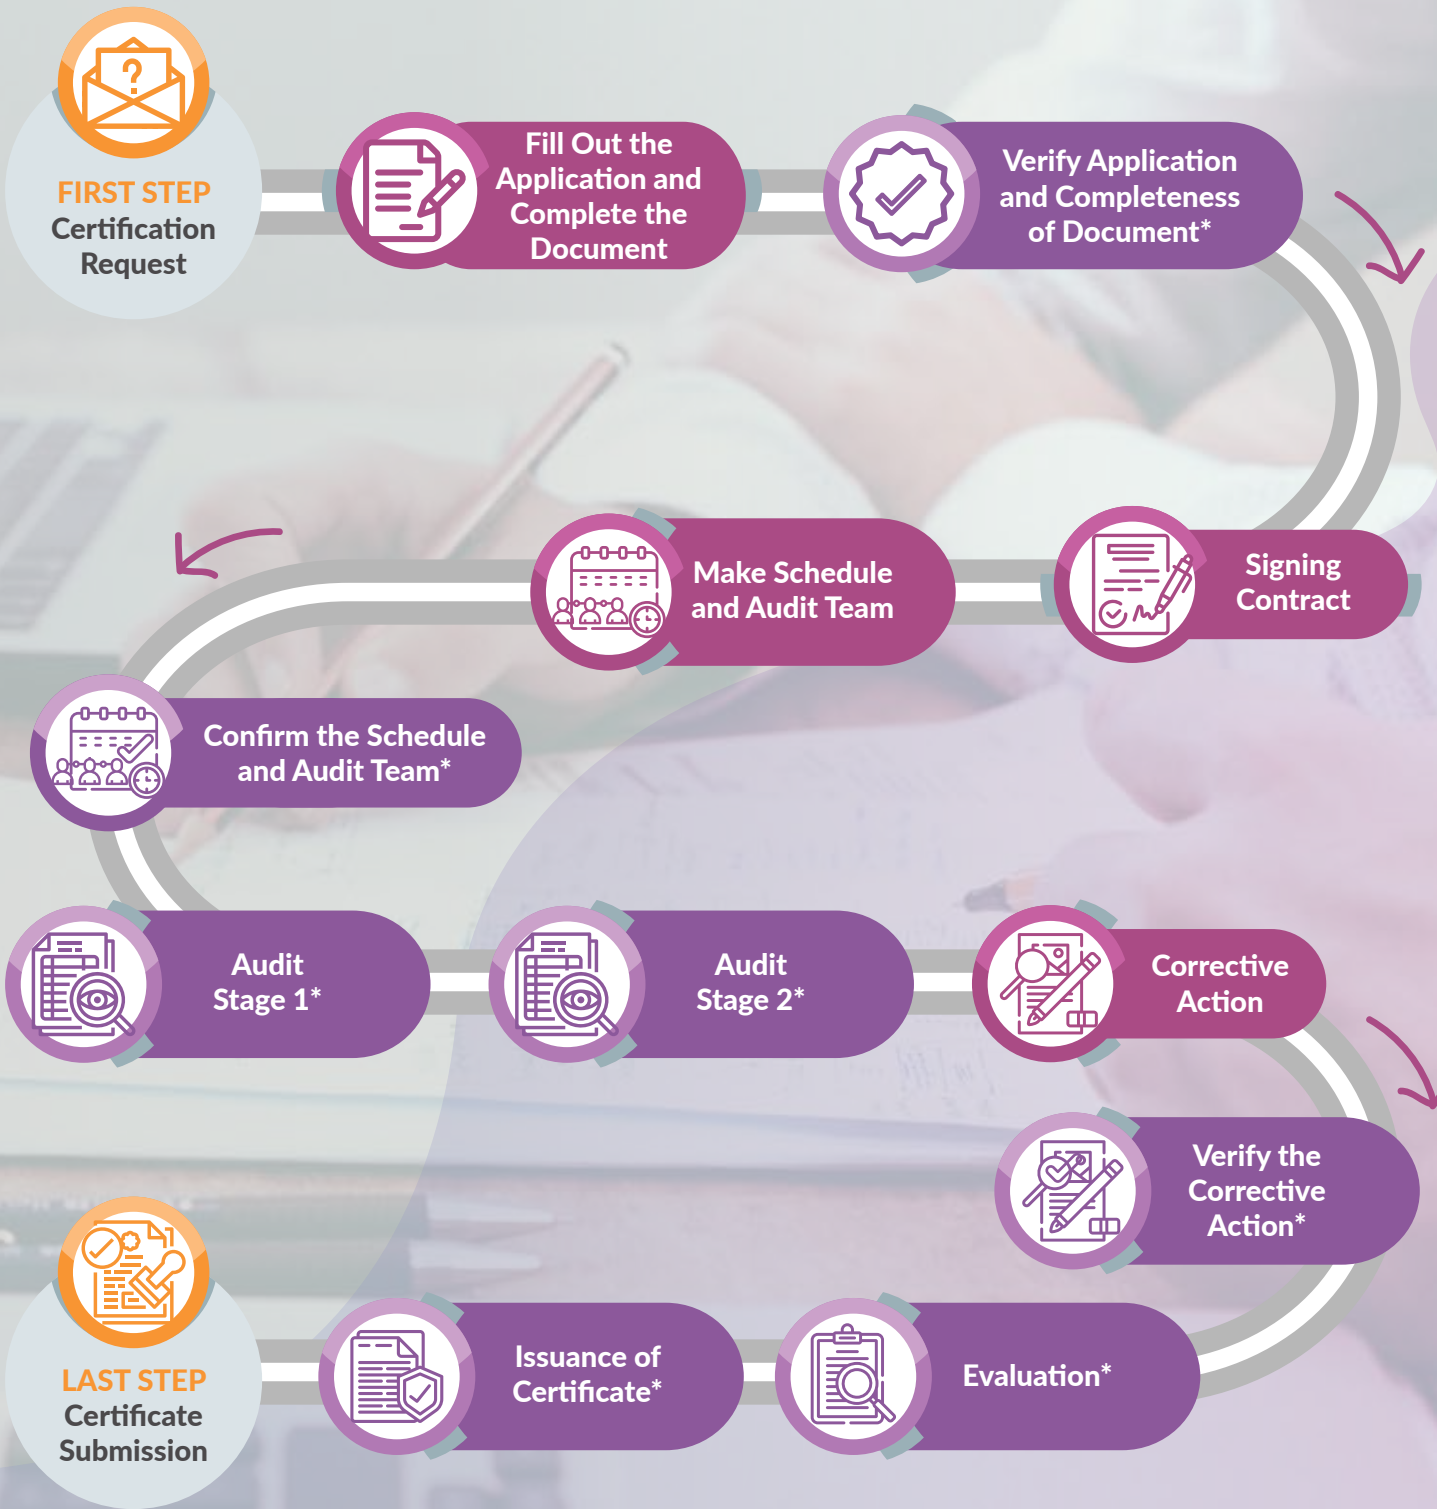 FIRST STEP
Certification
Request
Fill Out the
Application and
Complete the
Document
Verify Application
and Completeness
of Document*
Signing
Contract
Make Schedule
and Audit Team
Confirm the Schedule
and Audit Team*
Audit
Stage 1*
Audit
Stage 2*
Corrective
Action
Verify the
Corrective
Action*
Evaluation*
Issuance of
Certificate*
LAST STEP
Certificate
Submission